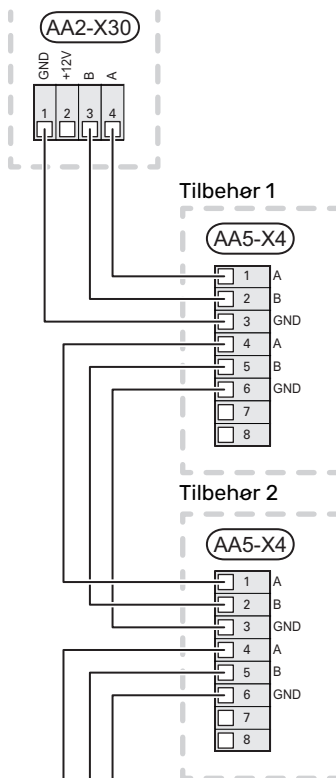 AA2-X30
GND +12V B A
1 2 3 4
Tilbehør 1
AA5-X4
1 A
2 B
3 GND
4 A
5 B
6 GND
7
8
Tilbehør 2
AA5-X4
1 A
2 B
3 GND
4 A
5 B
6 GND
7
8